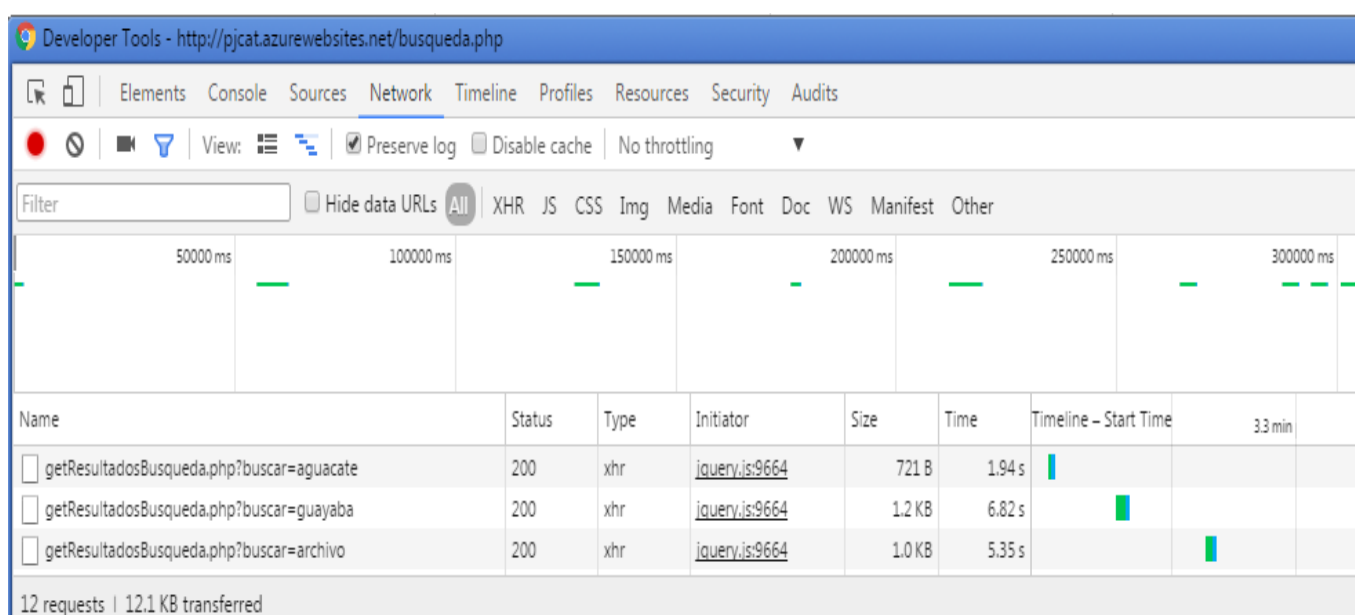 Developer Tools - http://pjcat.azurewebsites.net/busqueda.php
Elements Console Sources Network Timeline Profiles Resources Security Audits
View: Preserve log Disable cache No throttling ▼
Filter Hide data URLs All XHR JS CSS Img Media Font Doc WS Manifest Other
50000 ms 100000 ms 150000 ms 200000 ms 250000 ms 300000 ms
Name Status Type Initiator Size Time Timeline – Start Time 3.3 min
getResultadosBusqueda.php?buscar=aguacate 200 xhr jquery.js:9664 721 B 1.94 s
getResultadosBusqueda.php?buscar=guayaba 200 xhr jquery.js:9664 1.2 KB 6.82 s
getResultadosBusqueda.php?buscar=archivo 200 xhr jquery.js:9664 1.0 KB 5.35 s
12 requests | 12.1 KB transferred